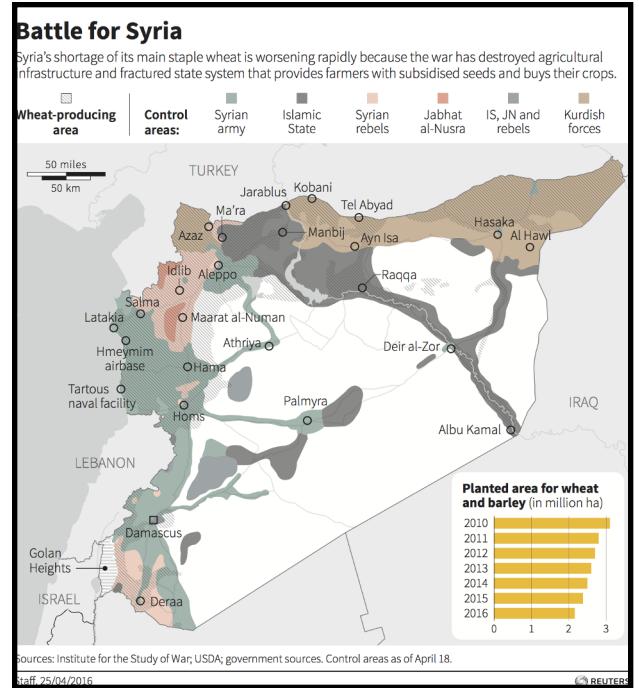 Battle for Syria
Syria's shortage of its main staple wheat is worsening rapidly because the war has destroyed agricultural
infrastructure and fractured state system that provides farmers with subsidised seeds and buys their crops.
Wheat-producing
area
Control
areas:
Syrian
army
Islamic
State
Syrian
rebels
Jabhat
al-Nusra
IS, JN and
rebels
Kurdish
forces
50 miles
50 km
TURKEY
Jarablus
Kobani
Ma'ra
Tel Abyad
Azaz
Manbij
Hasaka
Al Hawl
Ayn Isa
Idlib
Aleppo
Raqqa
Salma
Latakia
Maarat al-Numan
Hmeymim
airbase
Athriya
Deir al-Zor
Hama
Tartous
naval facility
Palmyra
IRAQ
Homs
Albu Kamal
LEBANON
Damascus
Golan
Heights
ISRAEL
Deraa
Planted area for wheat
and barley (in million ha)
2010
2011
2012
2013
2014
2015
2016
0 1 2 3
Sources: Institute for the Study of War; USDA; government sources. Control areas as of April 18.
Staff, 25/04/2016
REUTERS